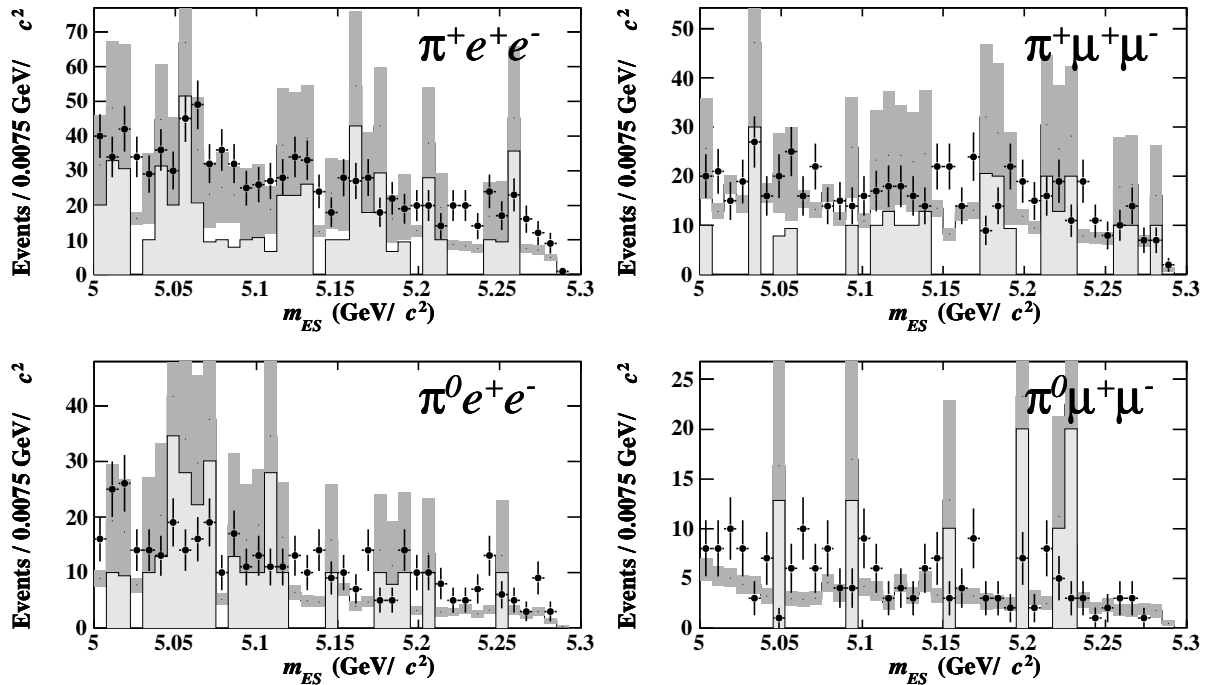 Events / 0.0075 GeV/ c²
70
60
50
40
30
20
10
0
π⁺e⁺e⁻
5 5.05 5.1 5.15 5.2 5.25 5.3
m_ES (GeV/ c²)
Events / 0.0075 GeV/ c²
50
40
30
20
10
0
π⁺μ⁺μ⁻
5 5.05 5.1 5.15 5.2 5.25 5.3
m_ES (GeV/ c²)
Events / 0.0075 GeV/ c²
40
30
20
10
0
π⁰e⁺e⁻
5 5.05 5.1 5.15 5.2 5.25 5.3
m_ES (GeV/ c²)
Events / 0.0075 GeV/ c²
25
20
15
10
5
0
π⁰μ⁺μ⁻
5 5.05 5.1 5.15 5.2 5.25 5.3
m_ES (GeV/ c²)